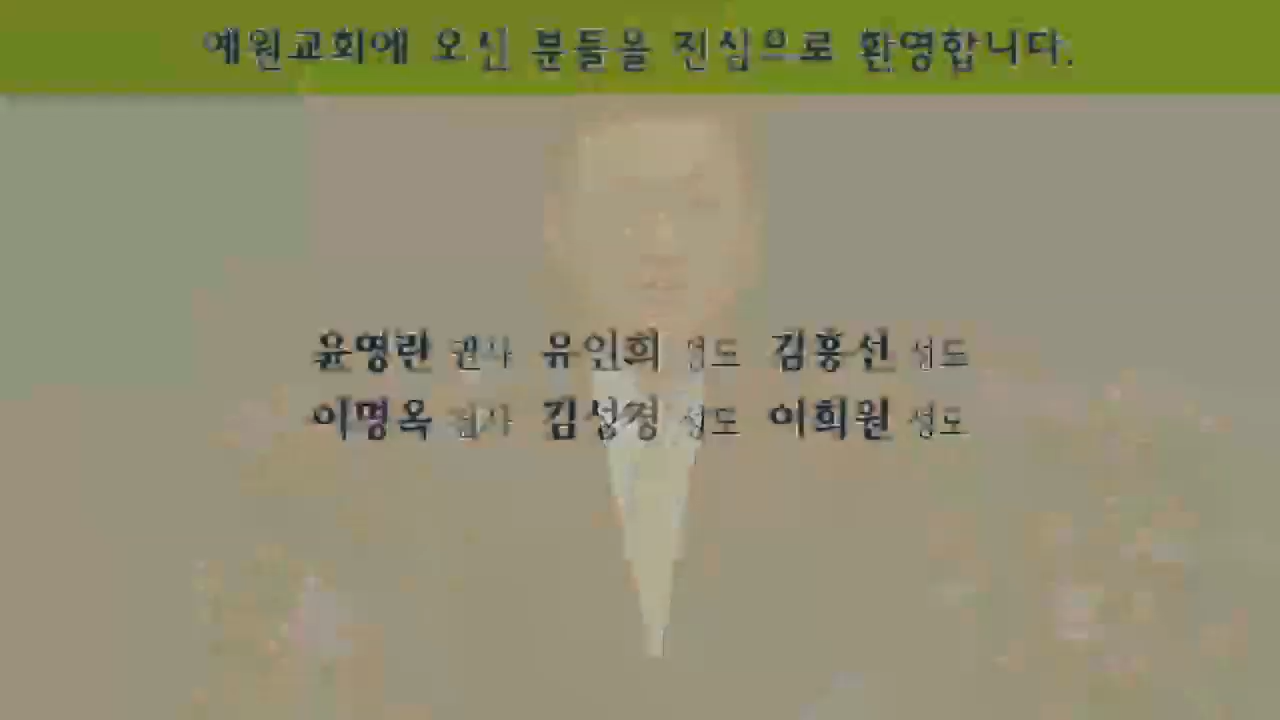 예원교회에 오신 분들을 진심으로 환영합니다.
윤영란 권사 유인희 성도 김흥선 성도
이명옥 권사 김성경 성도 이희원 성도